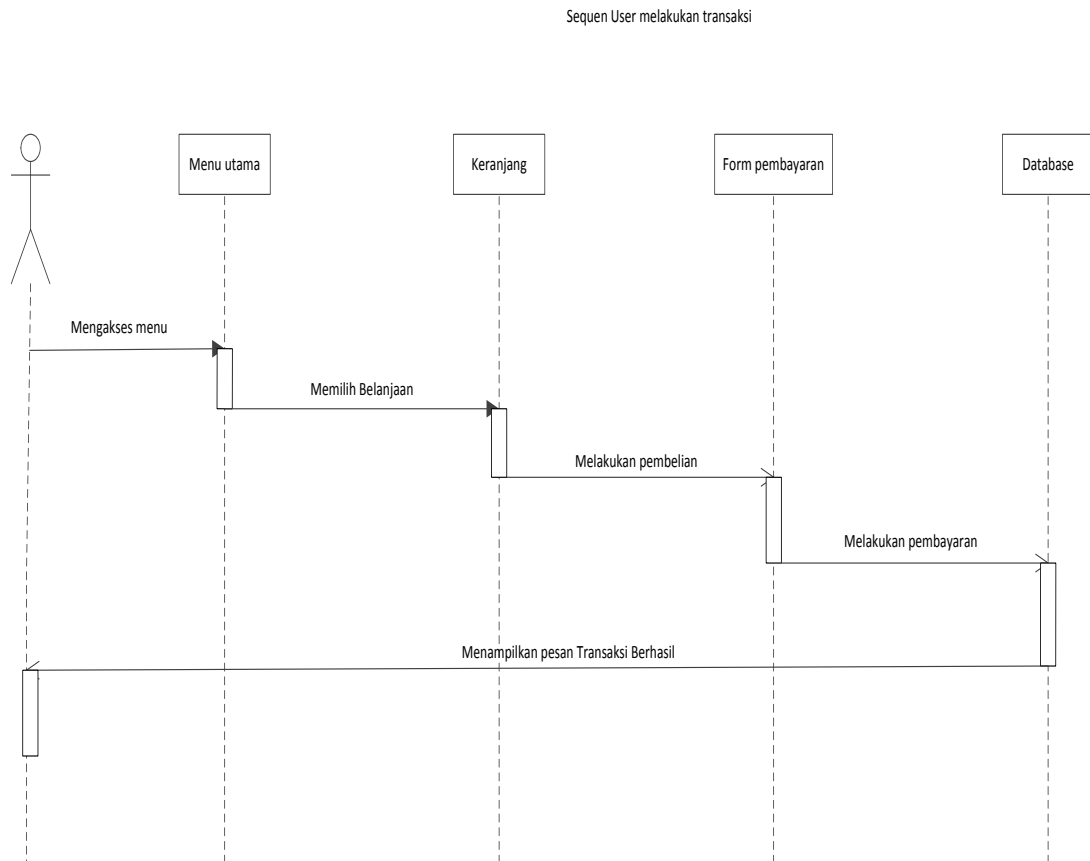 Sequen User melakukan transaksi
Menu utama
Keranjang
Form pembayaran
Database
Mengakses menu
Memilih Belanjaan
Melakukan pembelian
Melakukan pembayaran
Menampilkan pesan Transaksi Berhasil